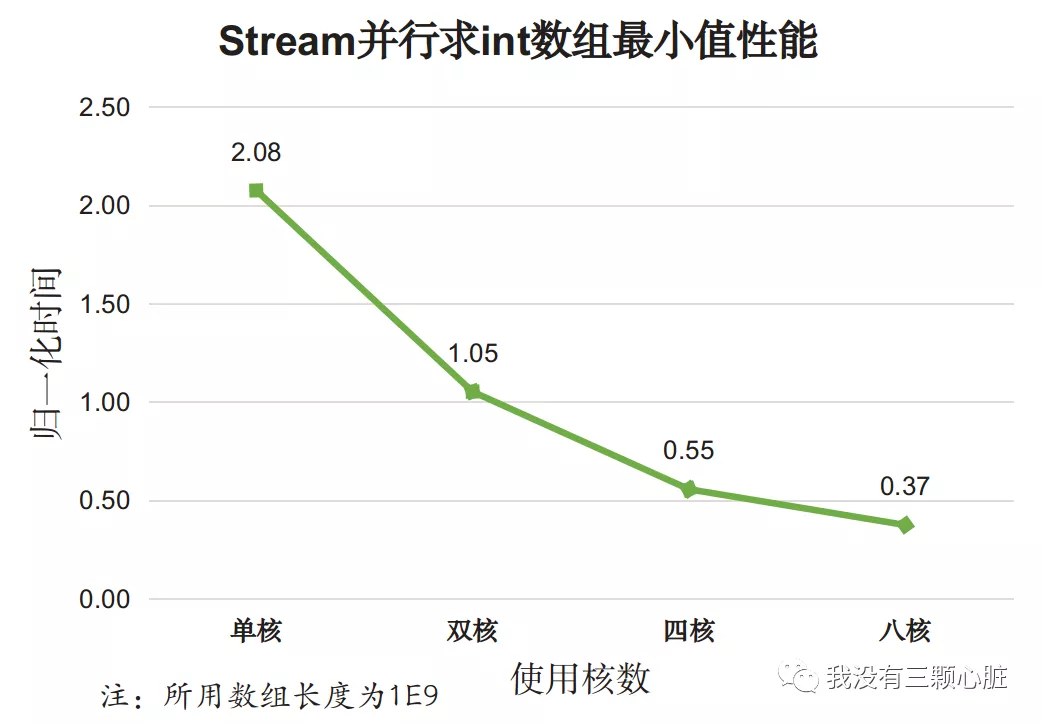 Stream并行求int数组最小值性能
2.50
2.00
1.50
1.00
0.50
0.00
归一化时间
2.08
1.05
0.55
0.37
单核
双核
四核
八核
使用核数
注：所用数组长度为1E9
我没有三颗心脏